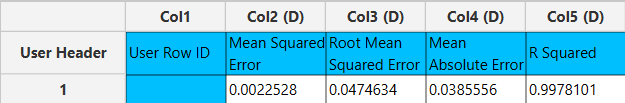 Col1 Col2 (D) Col3 (D) Col4 (D) Col5 (D)
User Header User Row ID Mean Squared Error Root Mean Squared Error Mean Absolute Error R Squared
1 0.0022528 0.0474634 0.0385556 0.9978101